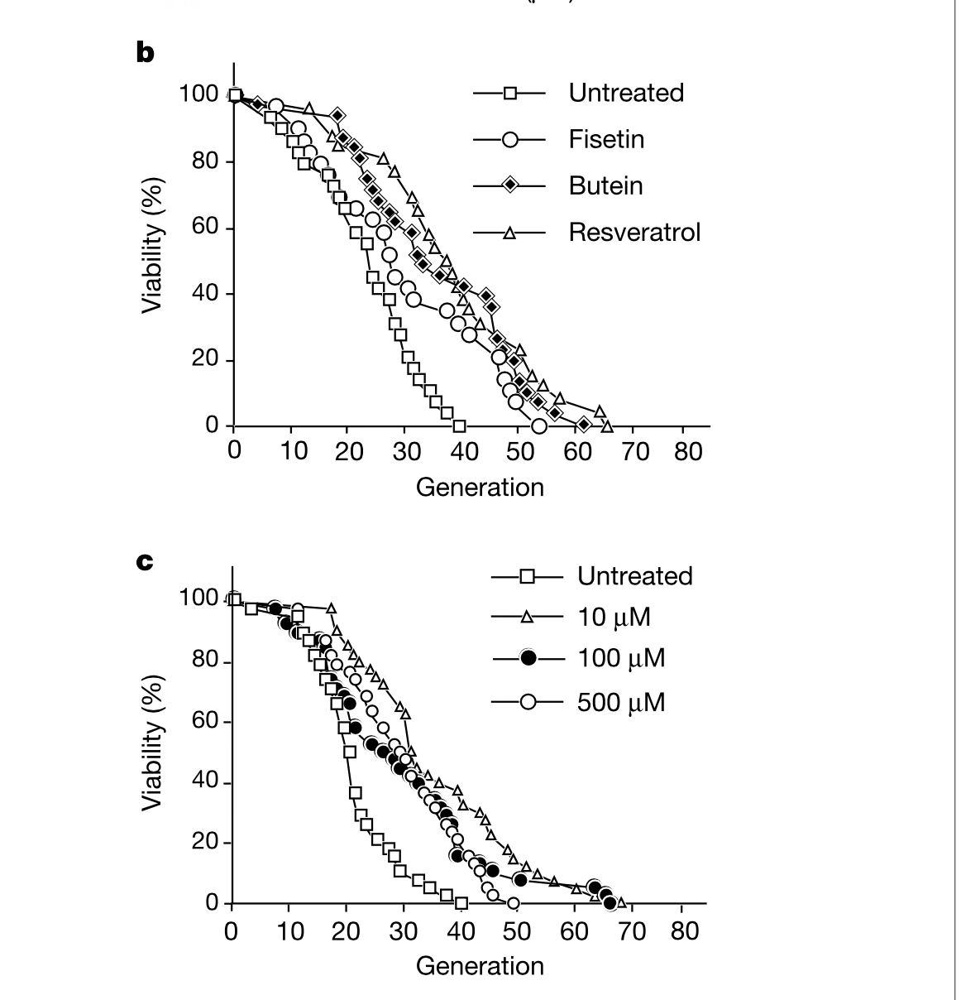 b
100
80
60
40
20
0
Viability (%)
0 10 20 30 40 50 60 70 80
Generation
Untreated
Fisetin
Butein
Resveratrol
c
100
80
60
40
20
0
Viability (%)
0 10 20 30 40 50 60 70 80
Generation
Untreated
10 μM
100 μM
500 μM